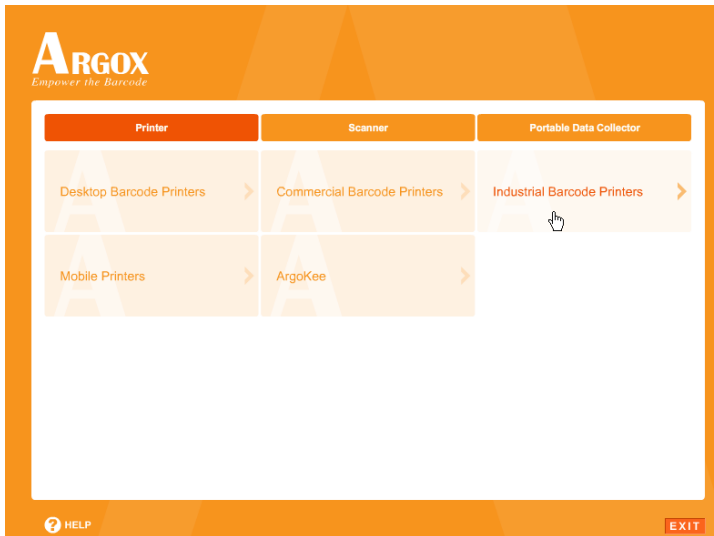 ARGOX
Empower the Barcode
Printer
Scanner
Portable Data Collector
Desktop Barcode Printers
Commercial Barcode Printers
Industrial Barcode Printers
Mobile Printers
ArgoKee
? HELP
EXIT